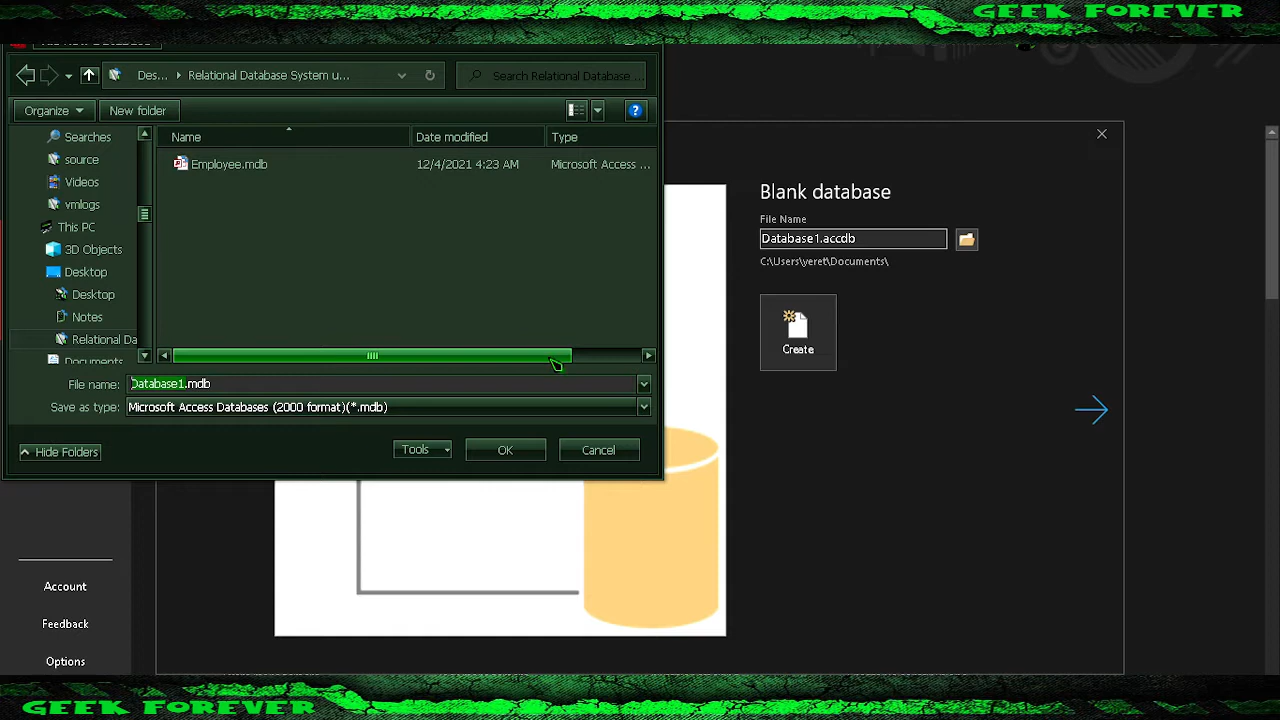 GEEK FOREVER
Des... Relational Database System u... Search Relational Database ...
Organize New folder
Name Date modified Type
Employee.mdb 12/4/2021 4:23 AM Microsoft Access ...
Searches
source
Videos
vmlogs
This PC
3D Objects
Desktop
Desktop
Notes
Relational Da
Documents
File name: Database1.mdb
Save as type: Microsoft Access Databases (2000 format)(*.mdb)
Hide Folders Tools OK Cancel
Blank database
File Name
Database1.accdb
C:\Users\yeret\Documents\
Create
Account
Feedback
Options
GEEK FOREVER